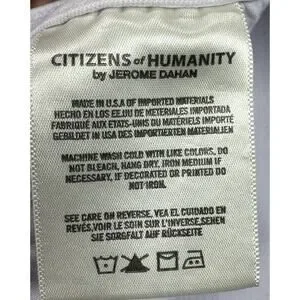 CITIZENS of HUMANITY
by JEROME DAHAN
MADE IN U.S.A OF IMPORTED MATERIALS
HECHO EN LOS EE.UU DE METERIALES IMPORTADA
FABRIQUÉ AUX ETATS-UNIS DU MATÉRIELS IMPORTÉ
GEBILDET IN USA DES IMPORTIERTEN MATERIALIEN
MACHINE WASH COLD WITH LIKE COLORS, DO
NOT BLEACH, HANG DRY, IRON MEDIUM IF
NECESSARY, IF DECORATED OR PRINTED DO
NOT IRON.
SEE CARE ON REVERSE, VEA EL CUIDADO EN
REVÉS, VOIR LE SOIN SUR L'INVERSE, SEHEN
SIE SORGFALT AUF RÜCKSEITE